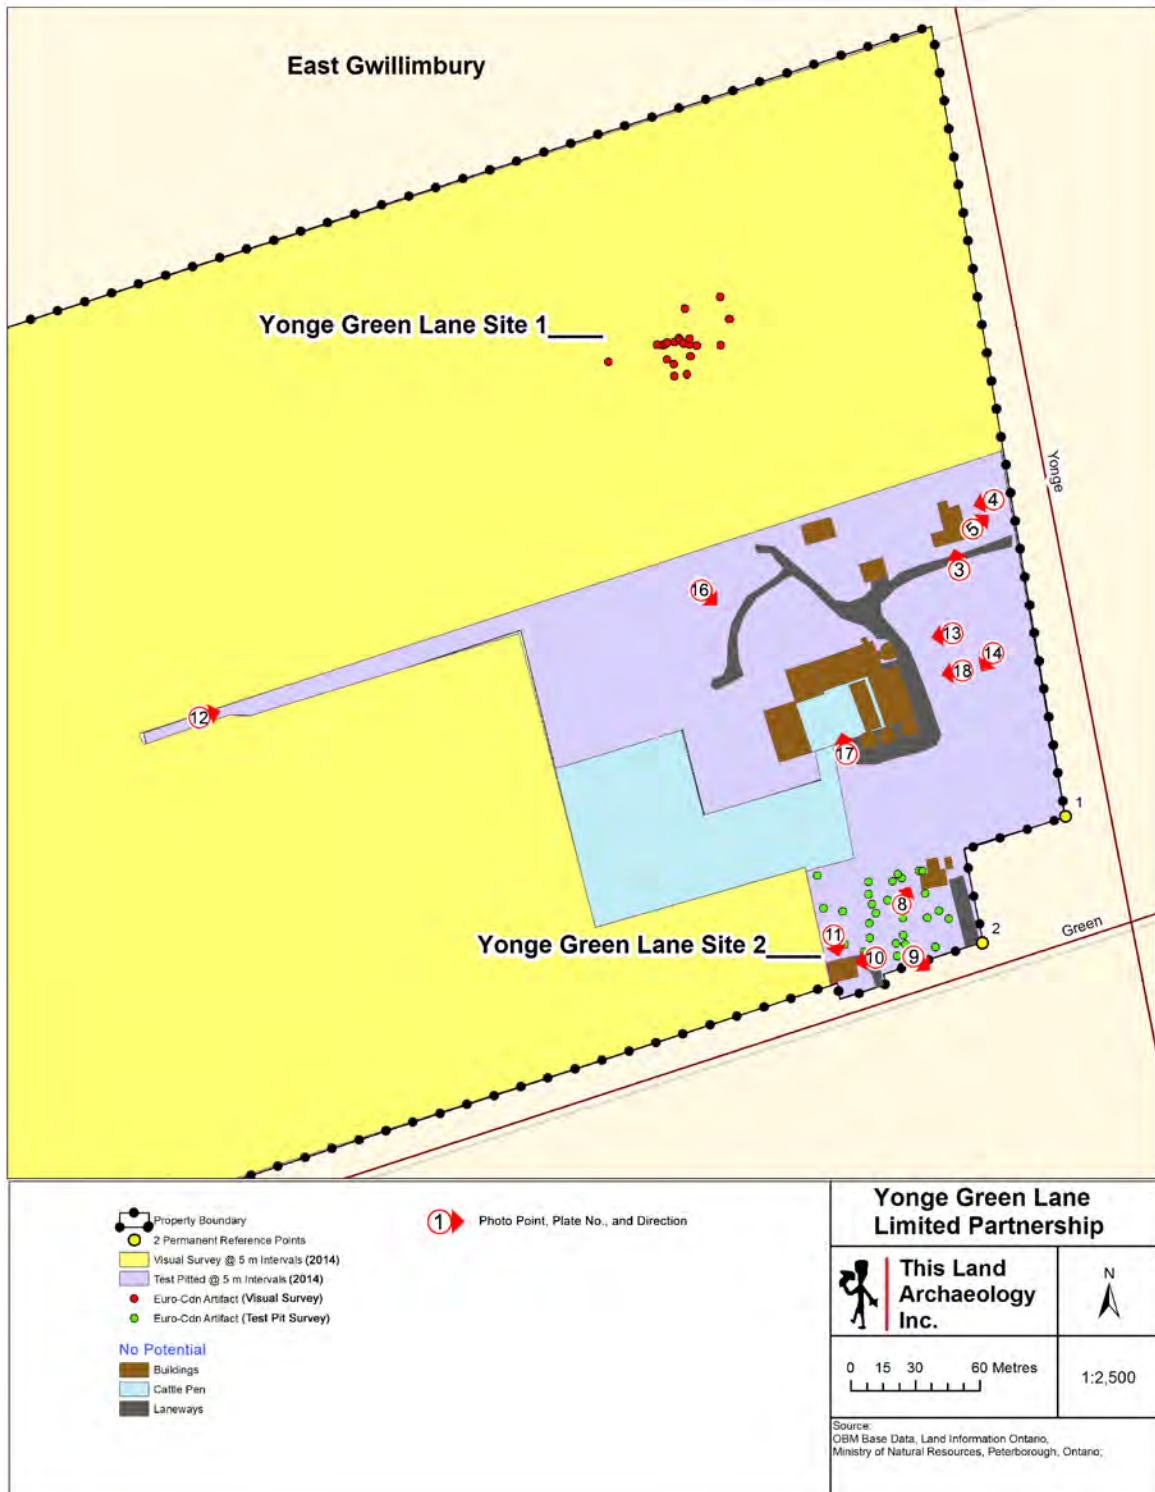 East Gwillimbury
Yonge Green Lane Site 1
Yonge
4
5
3
16
13
14
18
12
17
1
8
2
Green
11
Yonge Green Lane Site 2
10
9
Property Boundary
2 Permanent Reference Points
Visual Survey @ 5 m Intervals (2014)
Test Pitted @ 5 m Intervals (2014)
Euro-Cdn Artifact (Visual Survey)
Euro-Cdn Artifact (Test Pit Survey)
No Potential
Buildings
Cattle Pen
Laneways
1 Photo Point, Plate No., and Direction
Yonge Green Lane
Limited Partnership
This Land
Archaeology
Inc.
N
0 15 30 60 Metres
1:2,500
Source:
OBM Base Data, Land Information Ontario,
Ministry of Natural Resources, Peterborough, Ontario;